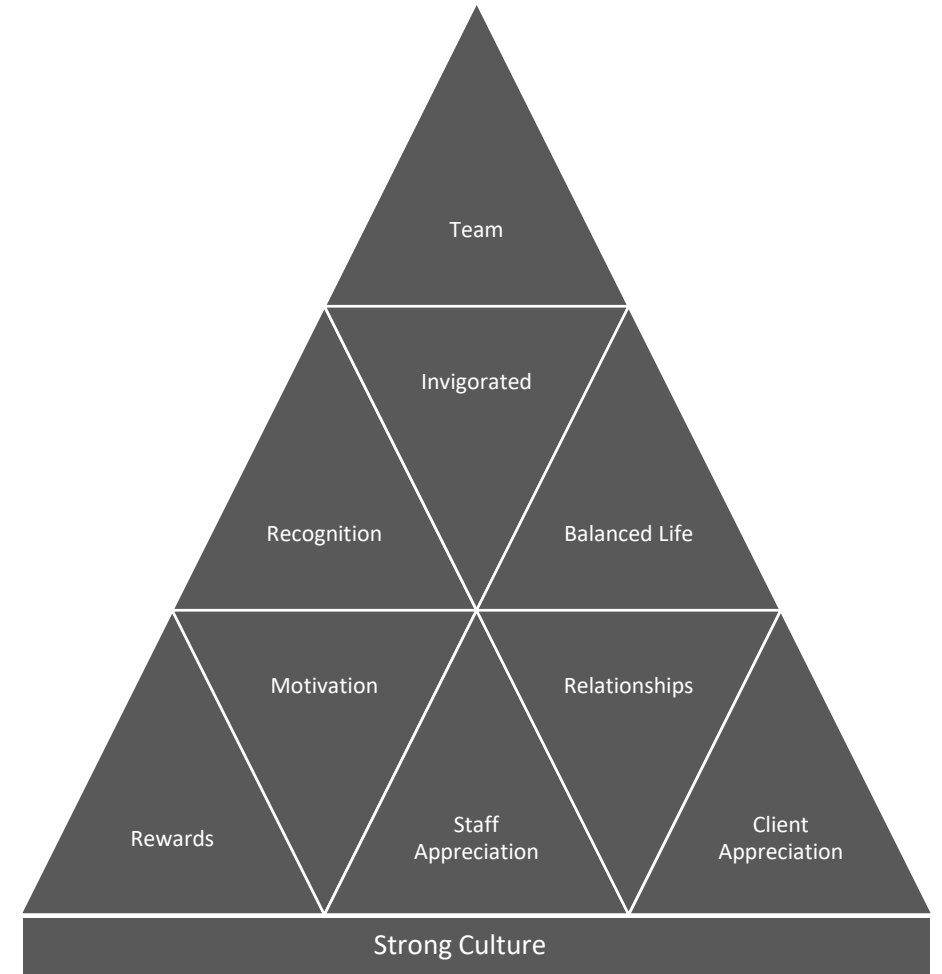 Team
Invigorated
Recognition
Balanced Life
Motivation
Relationships
Rewards
Staff
Appreciation
Client
Appreciation
Strong Culture